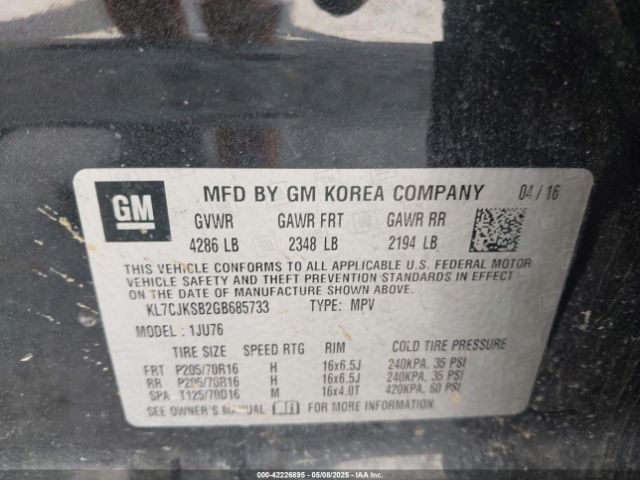 GM MFD BY GM KOREA COMPANY 04/16
GVWR GAWR FRT GAWR RR
4286 LB 2348 LB 2194 LB
THIS VEHICLE CONFORMS TO ALL APPLICABLE U.S. FEDERAL MOTOR
VEHICLE SAFETY AND THEFT PREVENTION STANDARDS IN EFFECT
ON THE DATE OF MANUFACTURE SHOWN ABOVE.
KL7CJKSB2GB685733 TYPE: MPV
MODEL: 1JU76
TIRE SIZE SPEED RTG RIM COLD TIRE PRESSURE
FRT P205/70R16 H 16x6.5J 240KPA, 35 PSI
RR P205/70R16 H 16x6.5J 240KPA, 35 PSI
SPA T125/70D16 M 16x4.0T 420KPA, 60 PSI
SEE OWNER'S MANUAL FOR MORE INFORMATION.
000-42226895 - 05/08/2025 - IAAI INC.